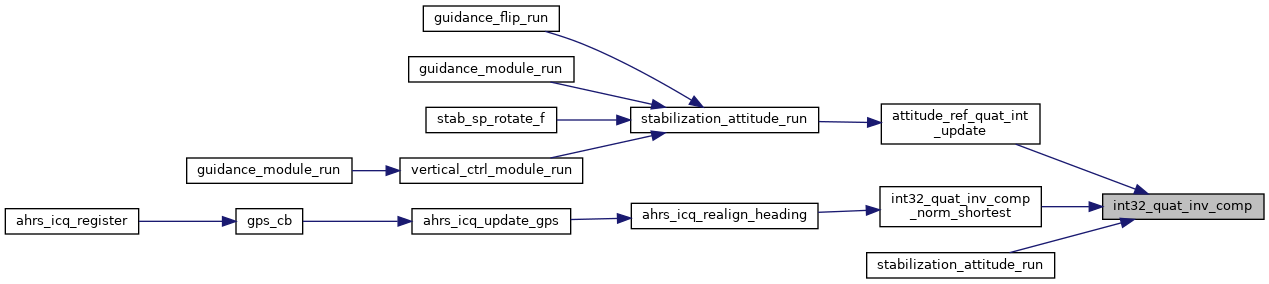 guidance_flip_run
guidance_module_run
stab_sp_rotate_f
stabilization_attitude_run
attitude_ref_quat_int
_update
guidance_module_run
vertical_ctrl_module_run
ahrs_icq_register
gps_cb
ahrs_icq_update_gps
ahrs_icq_realign_heading
int32_quat_inv_comp
_norm_shortest
int32_quat_inv_comp
stabilization_attitude_run